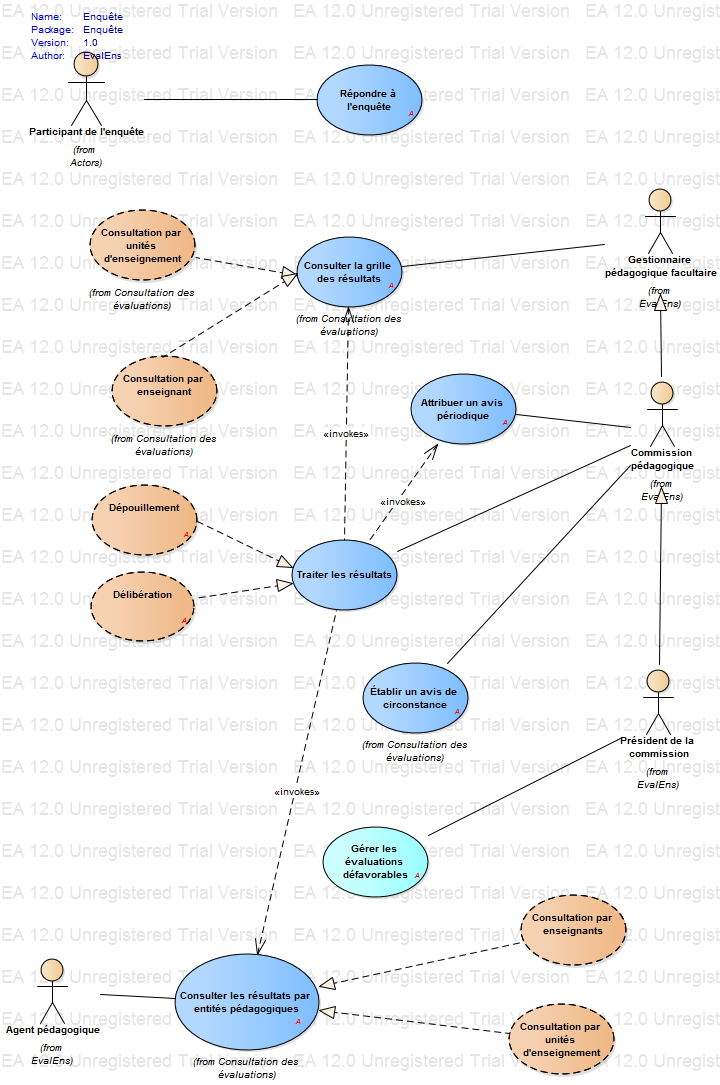 Name: Enquête
Package: Enquête
Version: 1.0
Author: EvalEns
Répondre à
l'enquête
A
Participant de l'enquête
(from
Actors)
Consultation par
unités
d'enseignement
(from Consultation des
évaluations)
Consulter la grille
des résultats
A
(from Consultation des
évaluations)
Gestionnaire
pédagogique facultaire
(from
EvalEns)
Consultation par
enseignant
(from Consultation des
évaluations)
Attribuer un avis
périodique
A
Commission
pédagogique
(from
EvalEns)
«invokes»
«invokes»
Dépouillement
A
Délibération
A
Traiter les résultats
Établir un avis de
circonstance
A
(from Consultation des
évaluations)
Président de la
commission
(from
EvalEns)
«invokes»
Gérer les
évaluations
défavorables
A
Consultation par
enseignants
Agent pédagogique
(from
EvalEns)
Consulter les résultats par
entités pédagogiques
A
(from Consultation des
évaluations)
Consultation par
unités
d'enseignement
EA 12.0 Unregistered Trial Version